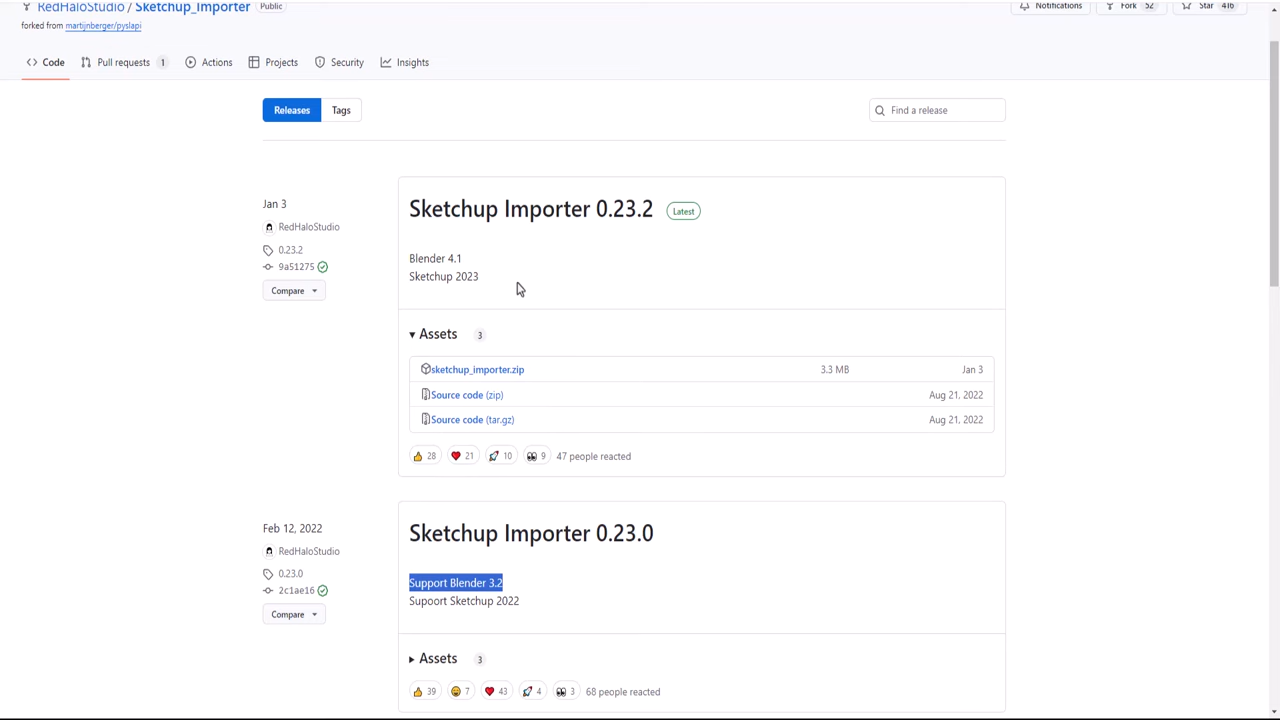 RedHaloStudio / Sketchup_Importer Public
Notifications Fork 52 Star 416
forked from martijnberger/pyslapi
Code Pull requests 1 Actions Projects Security Insights
Releases Tags
Find a release
Jan 3
RedHaloStudio
0.23.2
9a51275
Compare
Sketchup Importer 0.23.2 Latest
Blender 4.1
Sketchup 2023
Assets 3
sketchup_importer.zip 3.3 MB Jan 3
Source code (zip) Aug 21, 2022
Source code (tar.gz) Aug 21, 2022
28 21 10 9 47 people reacted
Feb 12, 2022
RedHaloStudio
0.23.0
2c1ae16
Compare
Sketchup Importer 0.23.0
Support Blender 3.2
Supoort Sketchup 2022
Assets 3
39 7 43 4 3 68 people reacted